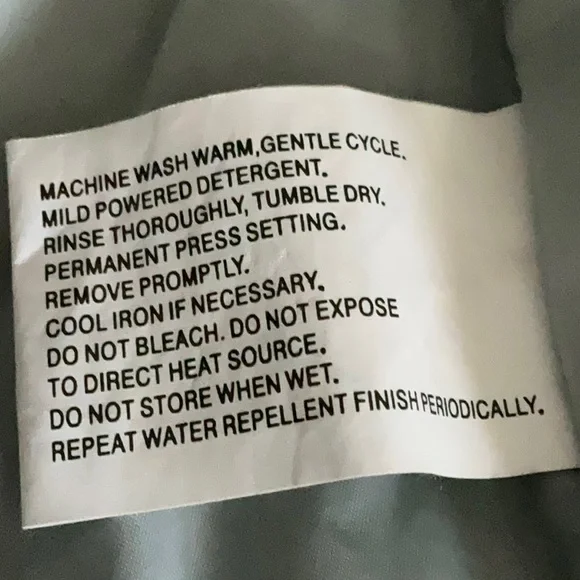 MACHINE WASH WARM,GENTLE CYCLE.
MILD POWERED DETERGENT.
RINSE THOROUGHLY, TUMBLE DRY.
PERMANENT PRESS SETTING.
REMOVE PROMPTLY.
COOL IRON IF NECESSARY.
DO NOT BLEACH. DO NOT EXPOSE
TO DIRECT HEAT SOURCE.
DO NOT STORE WHEN WET.
REPEAT WATER REPELLENT FINISH PERIODICALLY.